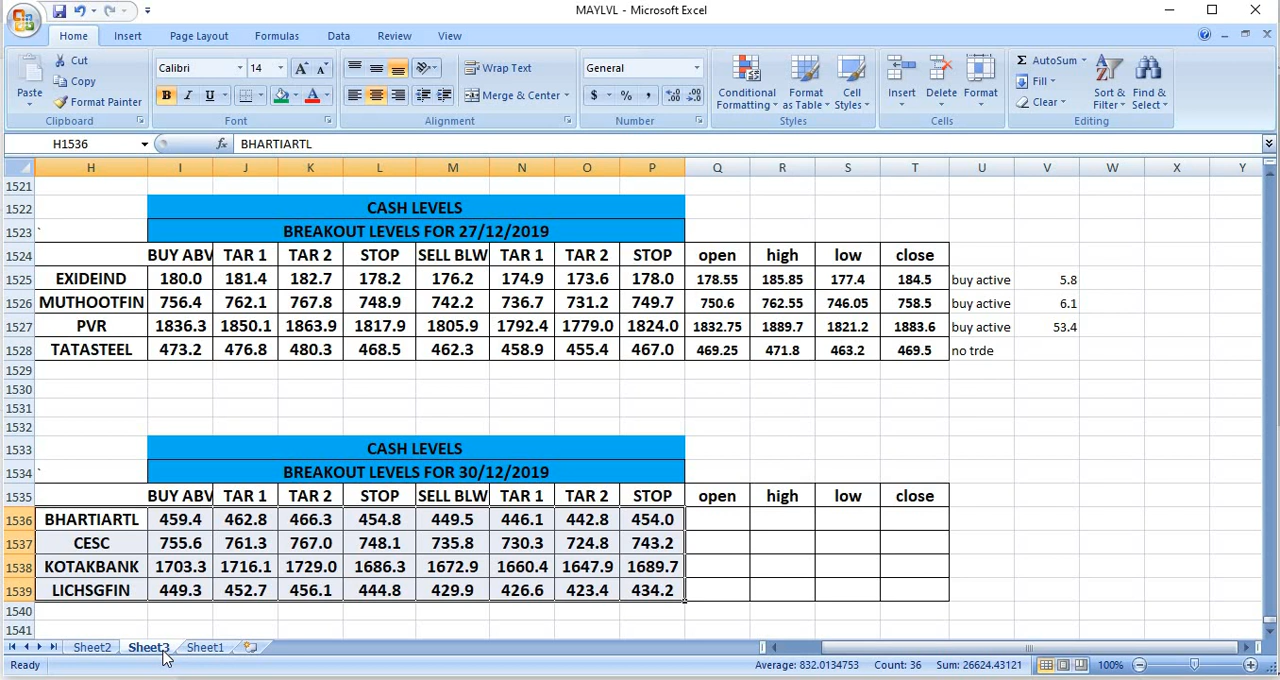 MAYLVL - Microsoft Excel
Home Insert Page Layout Formulas Data Review View
Paste Cut Copy Format Painter Clipboard
Calibri 14 B I U Font
Wrap Text Merge & Center Alignment
General $ % , Number
Conditional Formatting Format as Table Cell Styles Styles
Insert Delete Format Cells
AutoSum Fill Clear Sort & Filter Find & Select Editing
H1536 fx BHARTIARTL
H I J K L M N O P Q R S T U V W X Y
1521
1522 CASH LEVELS
1523 ` BREAKOUT LEVELS FOR 27/12/2019
1524 BUY ABV TAR 1 TAR 2 STOP SELL BLW TAR 1 TAR 2 STOP open high low close
1525 EXIDEIND 180.0 181.4 182.7 178.2 176.2 174.9 173.6 178.0 178.55 185.85 177.4 184.5 buy active 5.8
1526 MUTHOOTFIN 756.4 762.1 767.8 748.9 742.2 736.7 731.2 749.7 750.6 762.55 746.05 758.5 buy active 6.1
1527 PVR 1836.3 1850.1 1863.9 1817.9 1805.9 1792.4 1779.0 1824.0 1832.75 1889.7 1821.2 1883.6 buy active 53.4
1528 TATASTEEL 473.2 476.8 480.3 468.5 462.3 458.9 455.4 467.0 469.25 471.8 463.2 469.5 no trde
1529
1530
1531
1532
1533 CASH LEVELS
1534 ` BREAKOUT LEVELS FOR 30/12/2019
1535 BUY ABV TAR 1 TAR 2 STOP SELL BLW TAR 1 TAR 2 STOP open high low close
1536 BHARTIARTL 459.4 462.8 466.3 454.8 449.5 446.1 442.8 454.0
1537 CESC 755.6 761.3 767.0 748.1 735.8 730.3 724.8 743.2
1538 KOTAKBANK 1703.3 1716.1 1729.0 1686.3 1672.9 1660.4 1647.9 1689.7
1539 LICHSGFIN 449.3 452.7 456.1 444.8 429.9 426.6 423.4 434.2
1540
1541
Sheet2 Sheet3 Sheet1
Ready Average: 832.0134753 Count: 36 Sum: 26624.43121 100%